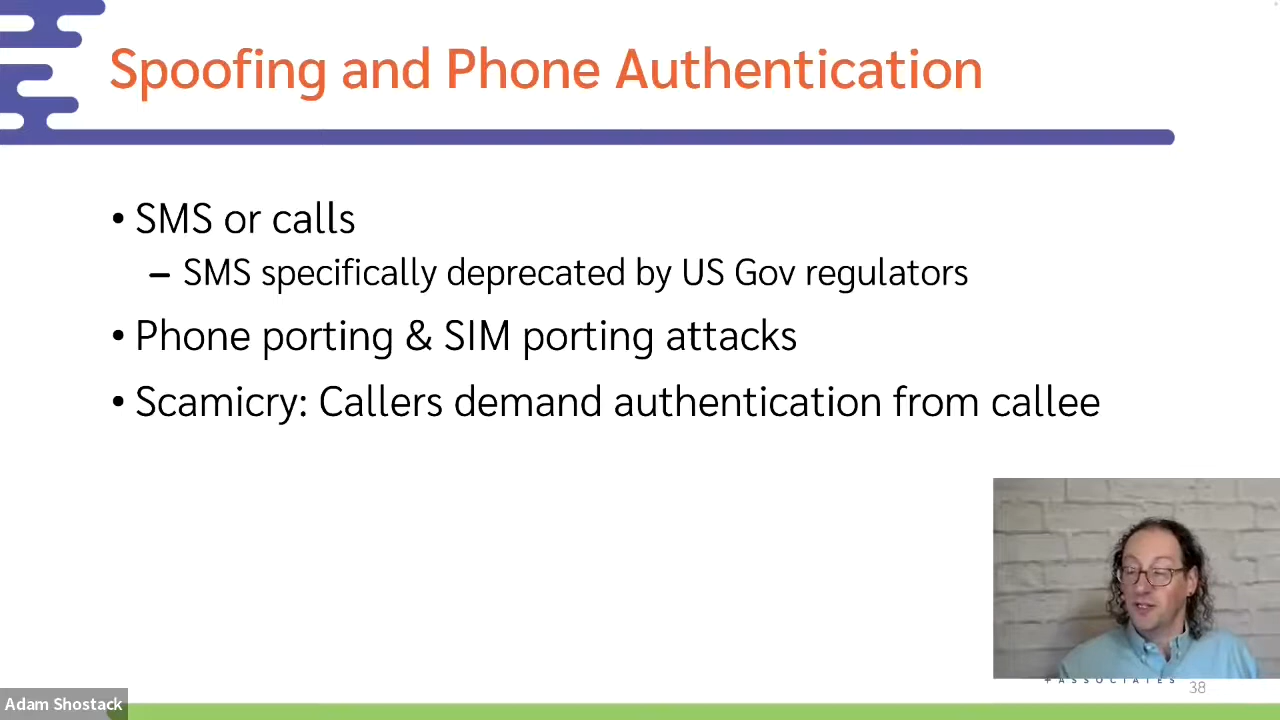 Spoofing and Phone Authentication
• SMS or calls
– SMS specifically deprecated by US Gov regulators
• Phone porting & SIM porting attacks
• Scamicry: Callers demand authentication from callee
+ ASSOCIATES
38
Adam Shostack